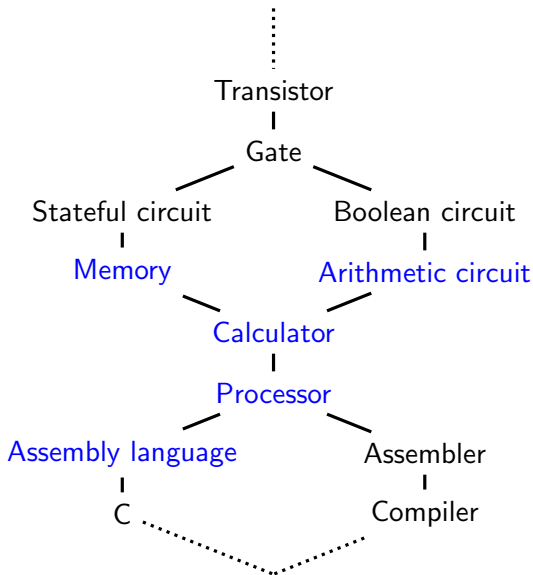 Transistor
Gate
Stateful circuit
Boolean circuit
Memory
Arithmetic circuit
Calculator
Processor
Assembly language
Assembler
C
Compiler